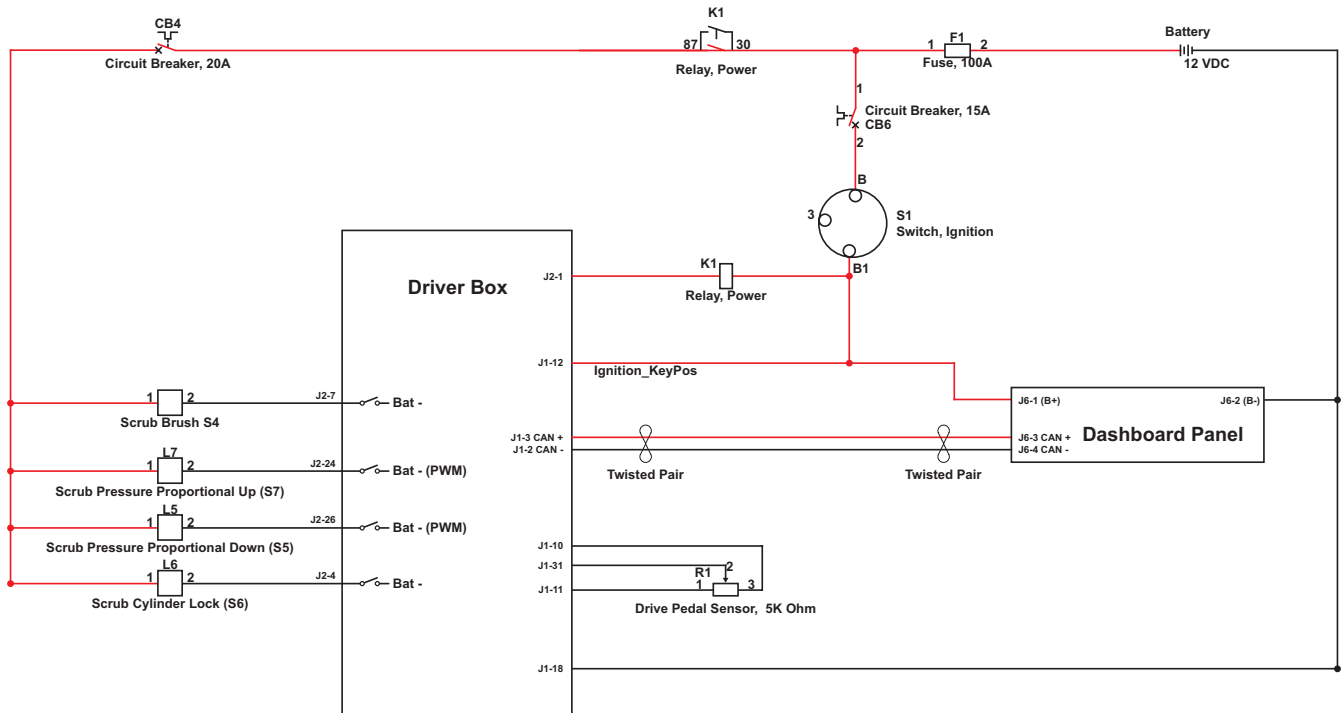 CB4
Circuit Breaker, 20A
K1
87
30
Relay, Power
1
F1
2
Fuse, 100A
Battery
12 VDC
1
Circuit Breaker, 15A
CB6
2
B
3
S1
Switch, Ignition
B1
K1
Relay, Power
Driver Box
J2-1
J1-12
Ignition_KeyPos
1
2
Scrub Brush S4
J2-7
Bat -
L7
1
2
Scrub Pressure Proportional Up (S7)
J2-24
Bat - (PWM)
L5
1
2
Scrub Pressure Proportional Down (S5)
J2-26
Bat - (PWM)
L6
1
2
Scrub Cylinder Lock (S6)
J2-4
Bat -
J1-3 CAN +
J1-2 CAN -
Twisted Pair
Twisted Pair
J6-1 (B+)
J6-2 (B-)
Dashboard Panel
J6-3 CAN +
J6-4 CAN -
J1-10
J1-31
J1-11
R1
2
1
3
Drive Pedal Sensor, 5K Ohm
J1-18